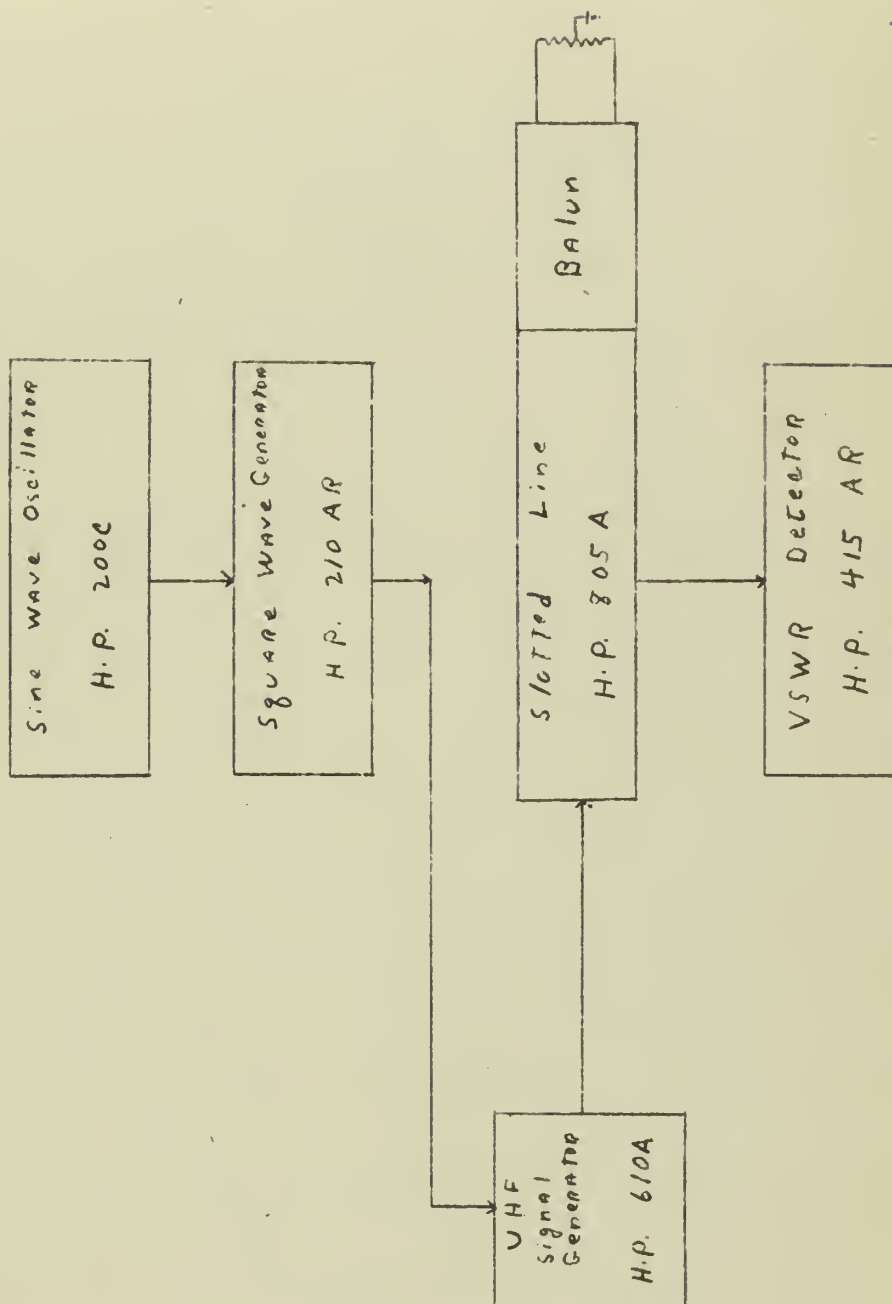 Sine Wave Oscillator
H.P. 200C
Square Wave Generator
H.P. 210 AR
Slotted Line
H.P. 805 A
Balun
VSWR Detector
H.P. 415 AR
UHF
Signal
Generator
H.P. 610A